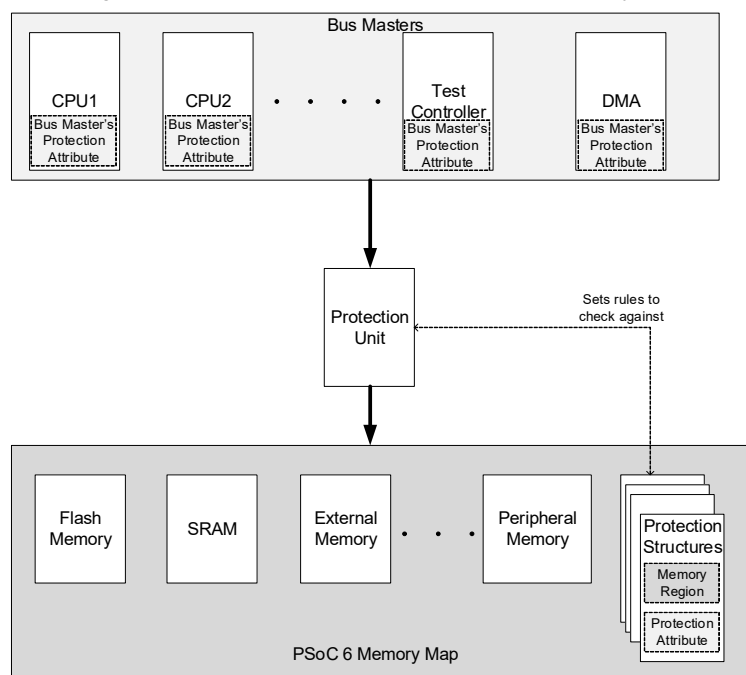 Bus Masters
CPU1
Bus Master's
Protection
Attribute
CPU2
Bus Master's
Protection
Attribute
Test
Controller
Bus Master's
Protection
Attribute
DMA
Bus Master's
Protection
Attribute
Protection
Unit
Sets rules to
check against
Flash
Memory
SRAM
External
Memory
Peripheral
Memory
Protection
Structures
Memory
Region
Protection
Attribute
PSoC 6 Memory Map